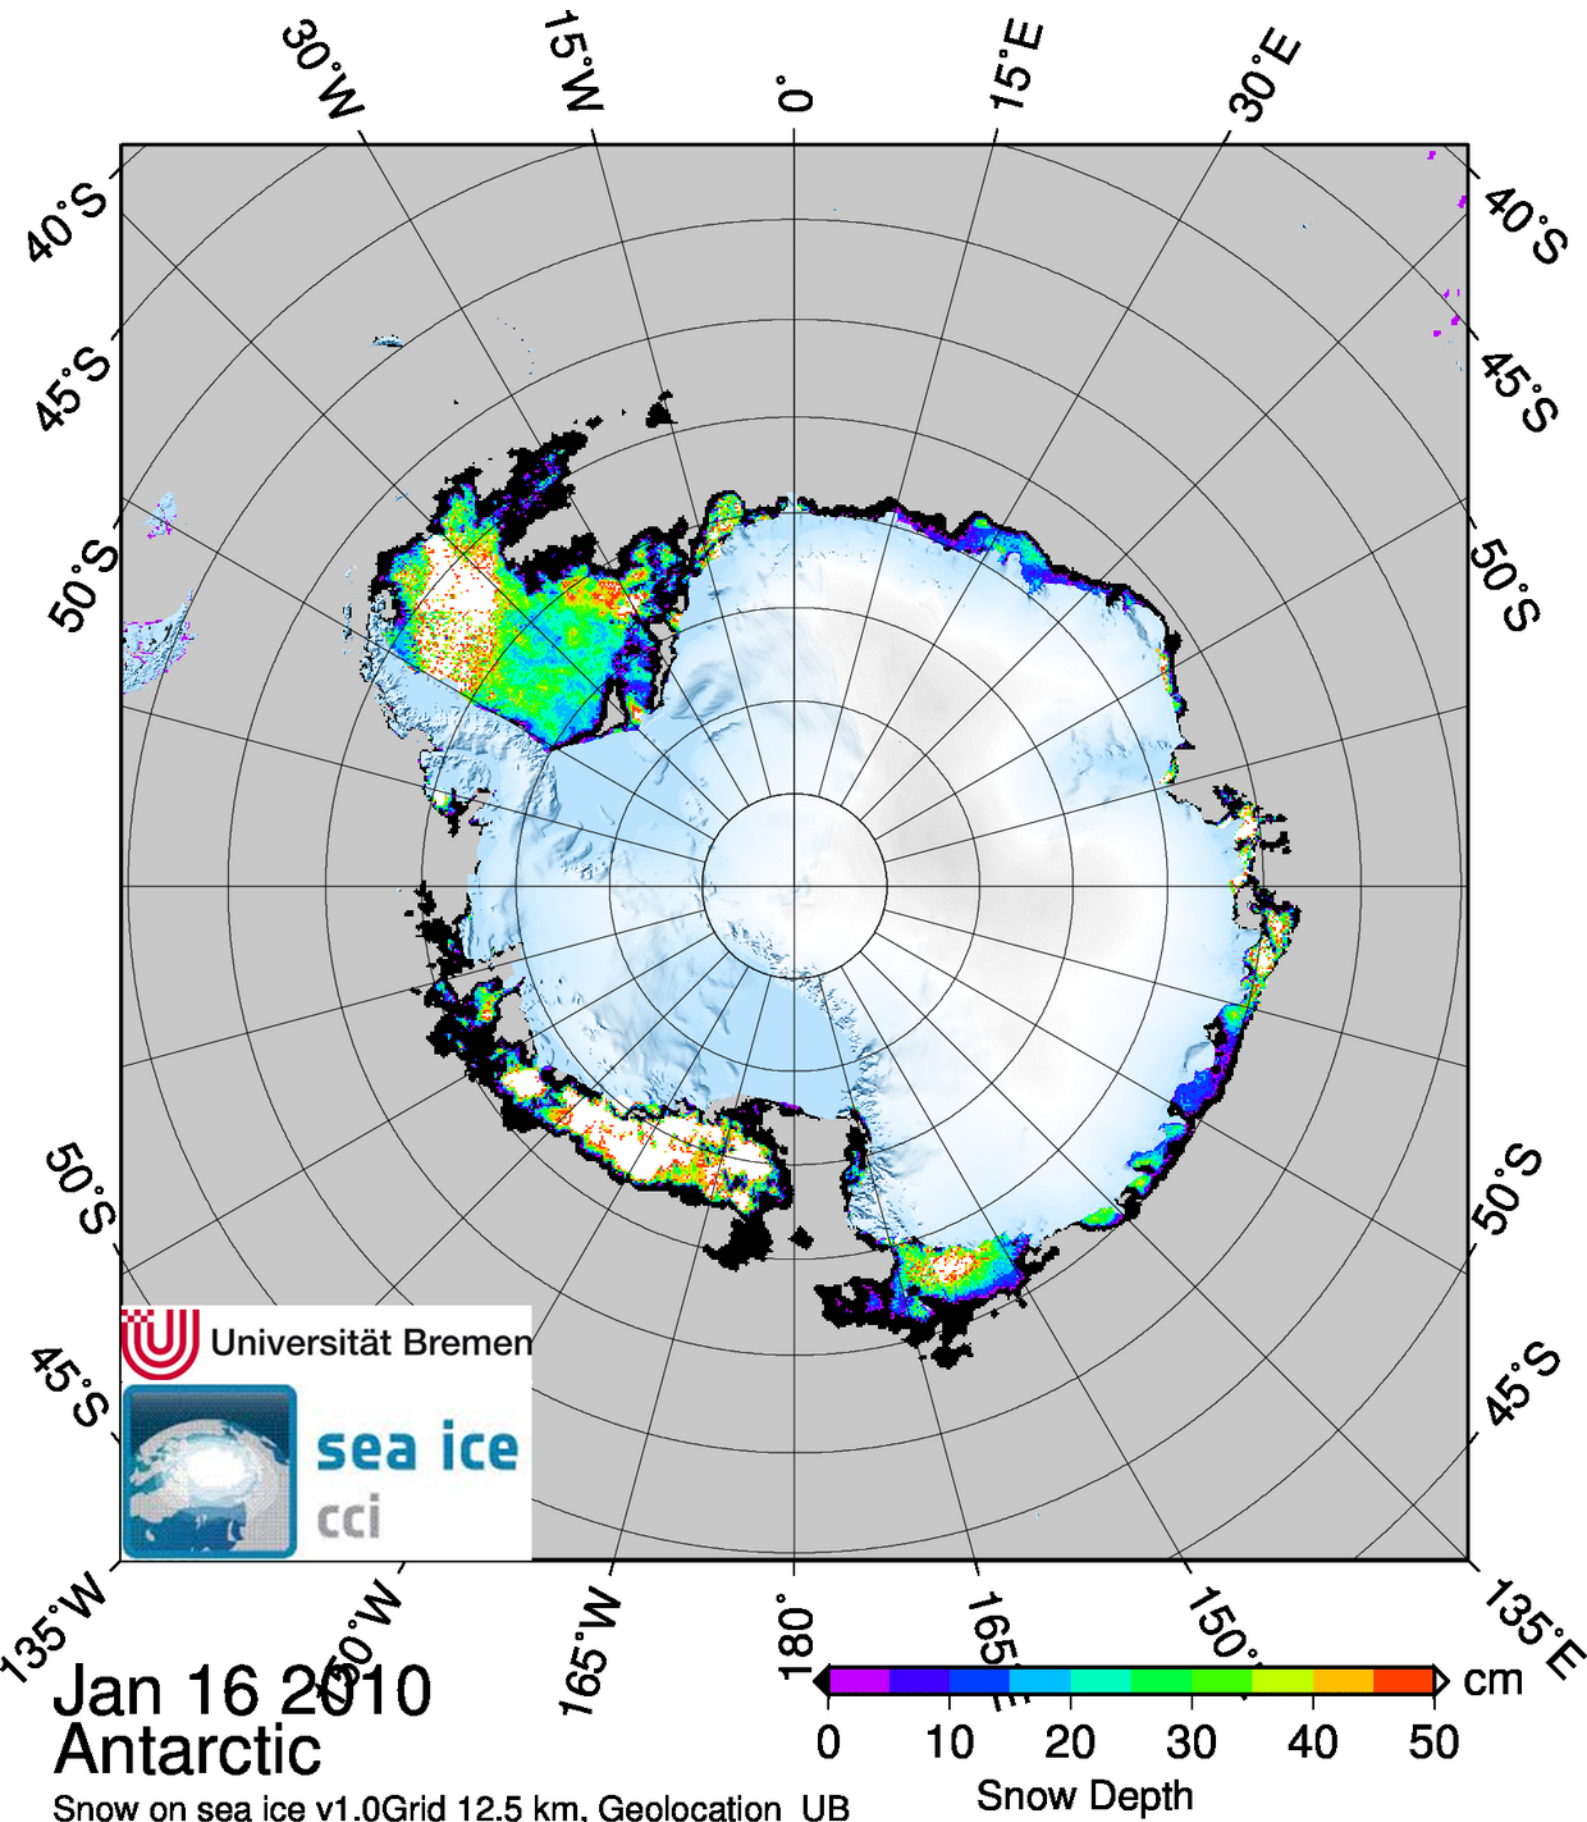 30°W 15°W 0° 15°E 30°E
40°S 40°S
45°S 45°S
50°S 50°S
50°S 50°S
45°S 45°S
Universität Bremen
sea ice
cci
135°W 150°W 165°W 180° 165°E 150° 135°E
Jan 16 2010
Antarctic
Snow on sea ice v1.0Grid 12.5 km, Geolocation UB
cm
0 10 20 30 40 50
Snow Depth